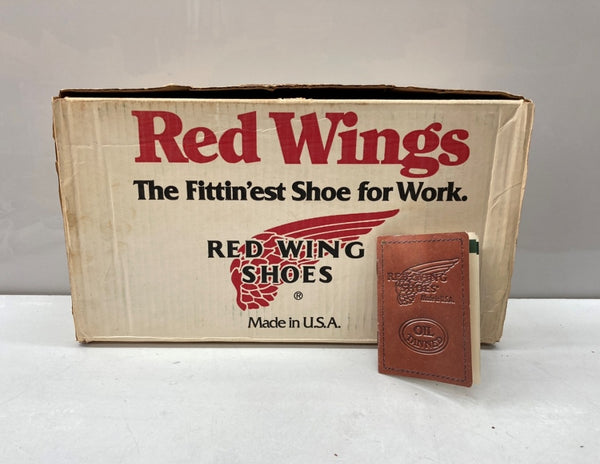 Red Wings
The Fittin'est Shoe for Work.
RED WING
SHOES
®
Made in U.S.A.
RED WING
SHOES
OIL
TANNED